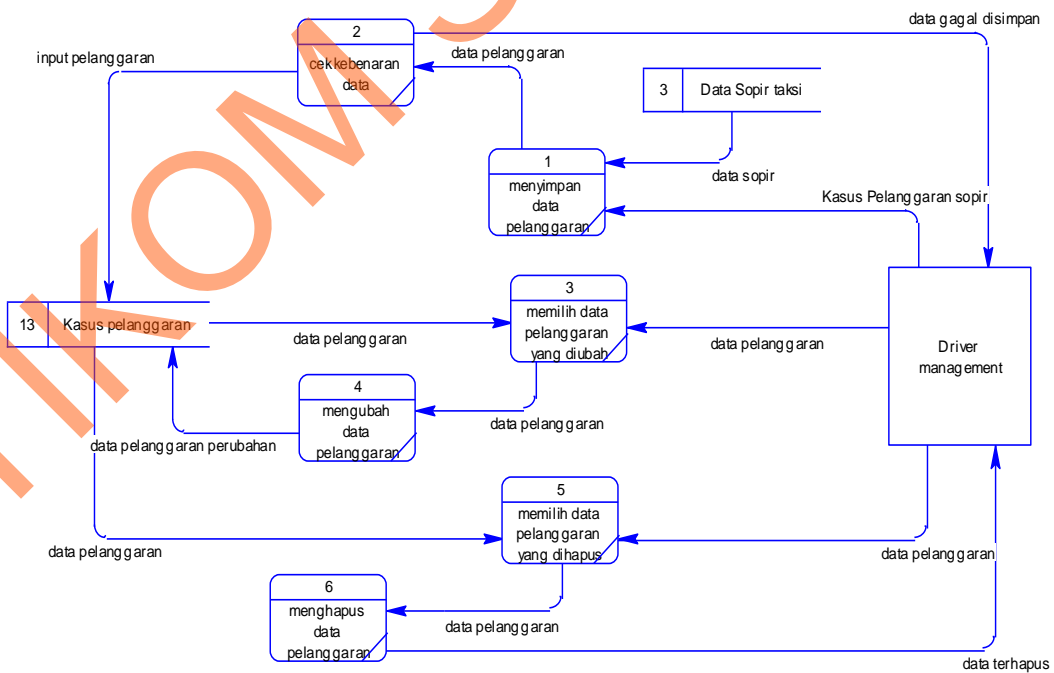 data gagal disimpan
2
cek kebenaran
data
data pelanggaran
input pelanggaran
3
Data Sopir taksi
1
menyimpan
data
pelanggaran
data sopir
Kasus Pelanggaran sopir
3
memilih data
pelanggaran
yang diubah
13
Kasus pelanggaran
data pelanggaran
data pelanggaran
Driver
management
4
mengubah
data
pelanggaran
data pelanggaran
data pelanggaran perubahan
5
memilih data
pelanggaran
yang dihapus
data pelanggaran
data pelanggaran
6
menghapus
data
pelanggaran
data pelanggaran
data terhapus
IKOM